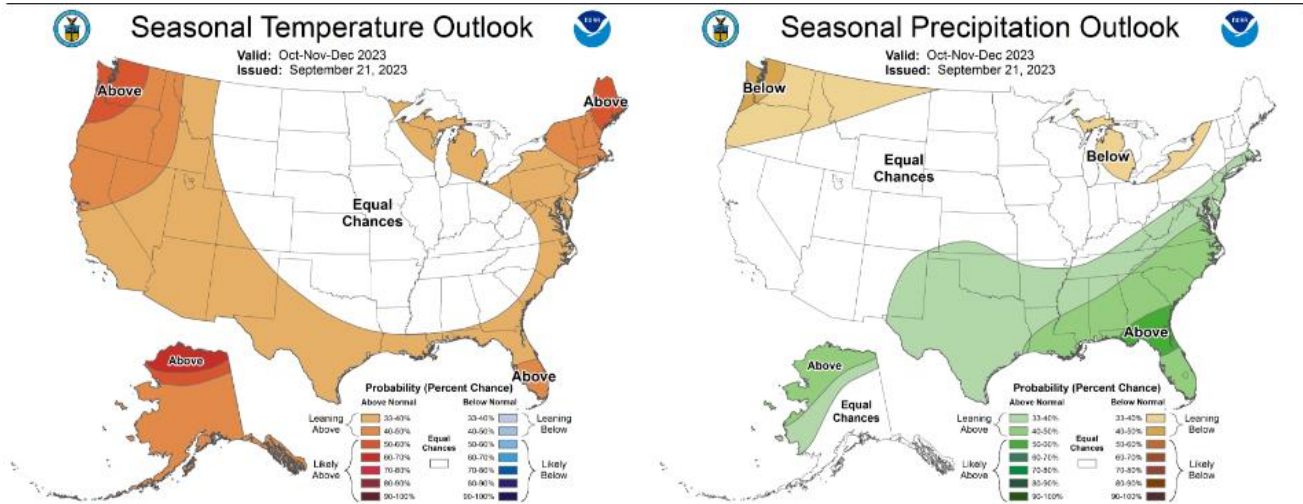 Seasonal Temperature Outlook
Valid: Oct-Nov-Dec 2023
Issued: September 21, 2023
Above
Above
Equal
Chances
Above
Above
Probability (Percent Chance)
Above Normal
Below Normal
Leaning
Above
33-40%
40-50%
50-60%
Likely
Above
60-70%
70-80%
80-90%
90-100%
Equal
Chances
33-40%
40-50%
50-60%
60-70%
70-80%
80-90%
90-100%
Leaning
Below
Likely
Below
Seasonal Precipitation Outlook
Valid: Oct-Nov-Dec 2023
Issued: September 21, 2023
Below
Equal
Chances
Below
Above
Above
Equal
Chances
Probability (Percent Chance)
Above Normal
Below Normal
Leaning
Above
33-40%
40-50%
50-60%
Likely
Above
60-70%
70-80%
80-90%
90-100%
Equal
Chances
33-40%
40-50%
50-60%
60-70%
70-80%
80-90%
90-100%
Leaning
Below
Likely
Below